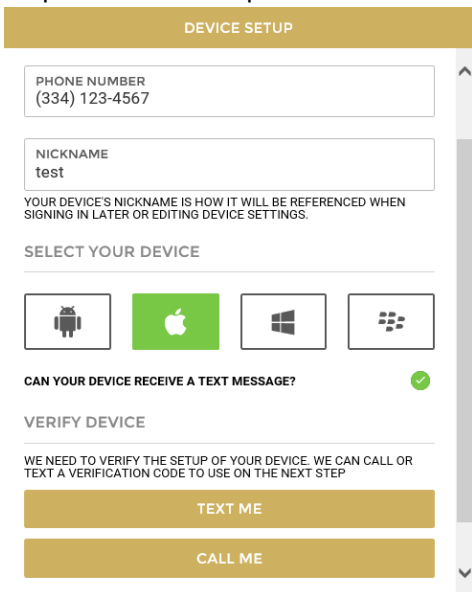 DEVICE SETUP
PHONE NUMBER
(334) 123-4567
NICKNAME
test
YOUR DEVICE'S NICKNAME IS HOW IT WILL BE REFERENCED WHEN
SIGNING IN LATER OR EDITING DEVICE SETTINGS.
SELECT YOUR DEVICE
CAN YOUR DEVICE RECEIVE A TEXT MESSAGE?
VERIFY DEVICE
WE NEED TO VERIFY THE SETUP OF YOUR DEVICE. WE CAN CALL OR
TEXT A VERIFICATION CODE TO USE ON THE NEXT STEP
TEXT ME
CALL ME